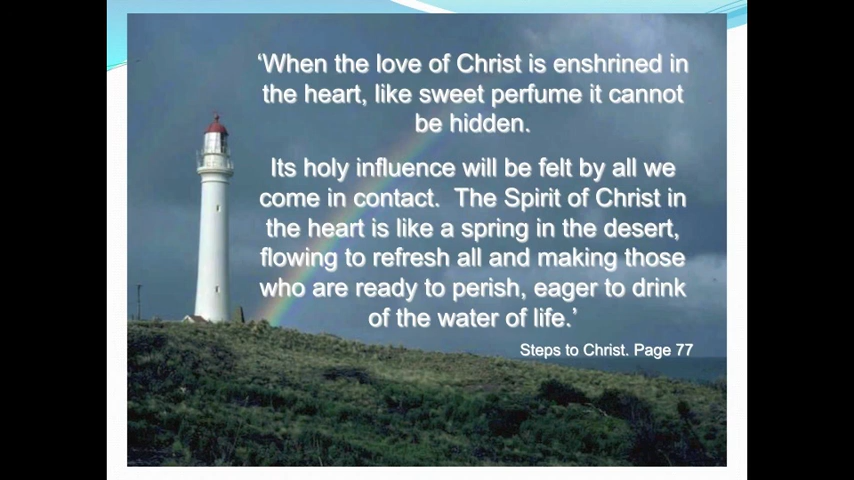 ‘When the love of Christ is enshrined in
the heart, like sweet perfume it cannot
be hidden.
Its holy influence will be felt by all we
come in contact.  The Spirit of Christ in
the heart is like a spring in the desert,
flowing to refresh all and making those
who are ready to perish, eager to drink
of the water of life.’
Steps to Christ. Page 77